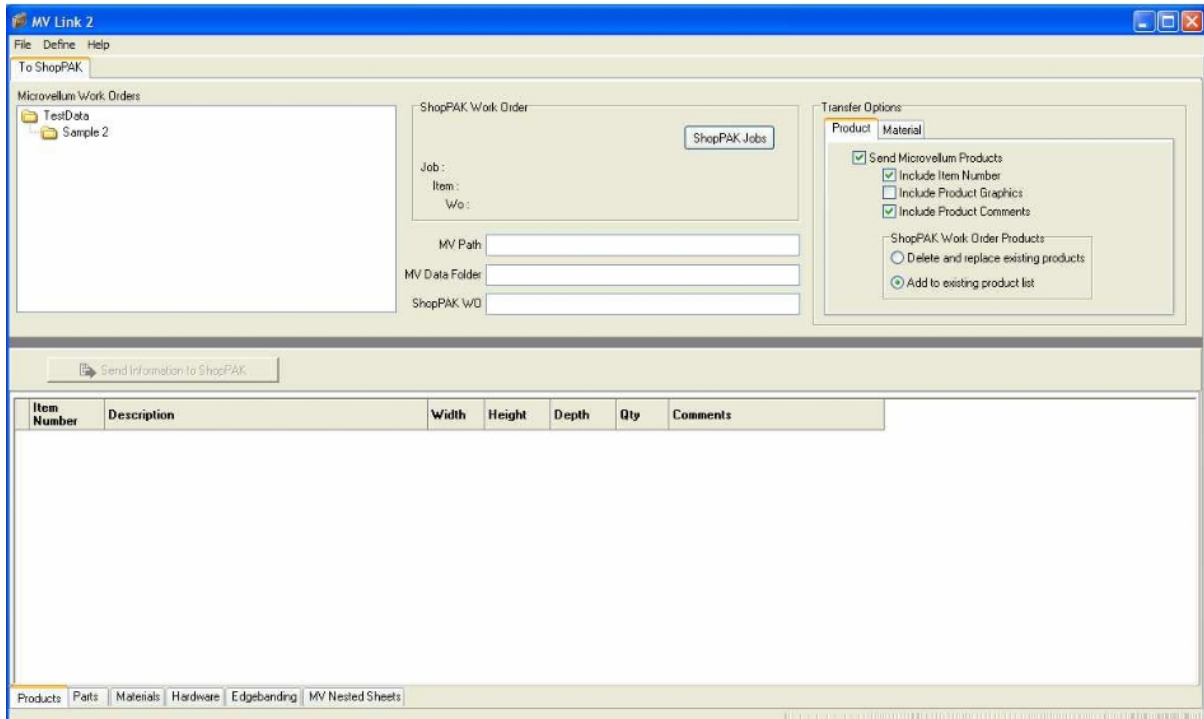 MV Link 2
File Define Help
To ShopPAK
Microvellum Work Orders
TestData
Sample 2
ShopPAK Work Order
ShopPAK Jobs
Job :
Item :
Wo :
MV Path
MV Data Folder
ShopPAK WO
Transfer Options
Product Material
Send Microvellum Products
Include Item Number
Include Product Graphics
Include Product Comments
ShopPAK Work Order Products
Delete and replace existing products
Add to existing product list
Send Information to ShopPAK
Item Number Description Width Height Depth Qty Comments
Products Parts Materials Hardware Edgebanding MV Nested Sheets